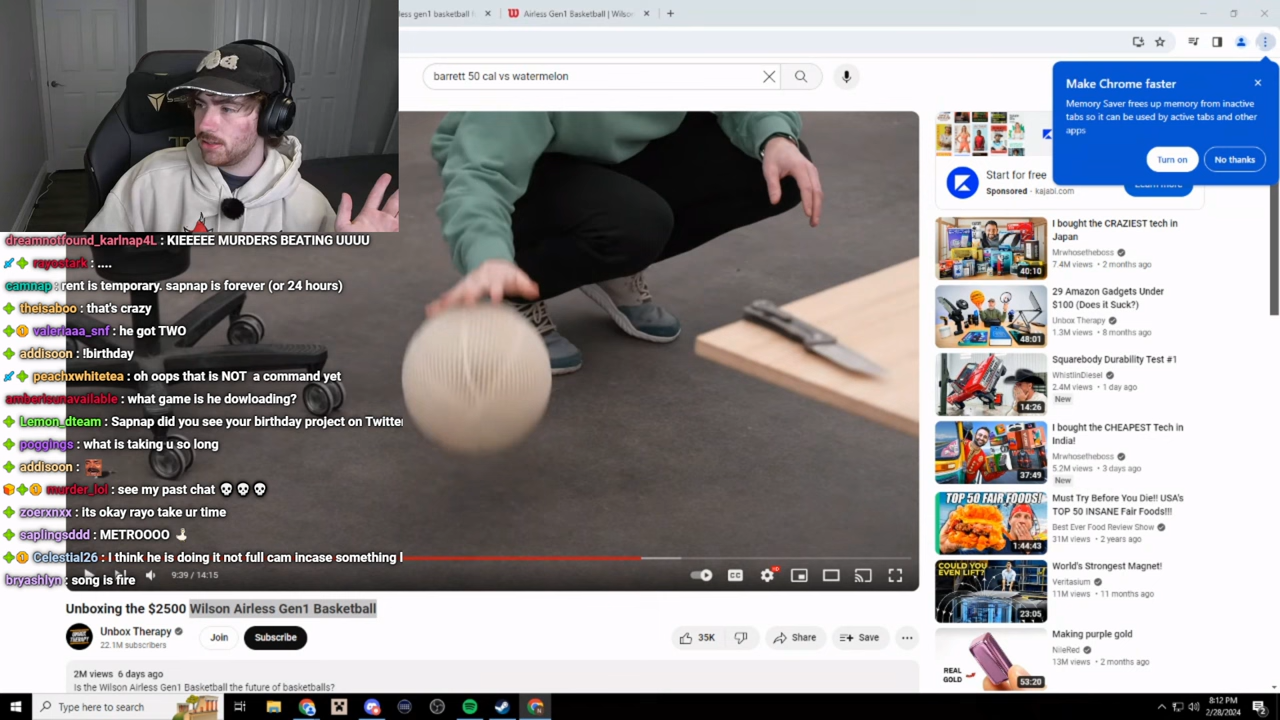 less gen1 basketball
Airless Gen1 Basketball | Wilson
barrett 50 cal vs watermelon
Make Chrome faster
Memory Saver frees up memory from inactive
tabs so it can be used by active tabs and other
apps
Turn on
No thanks
Start for free
Sponsored · kajabi.com
Learn more
dreamnotfound_karlnap4L : KIEEEEE MURDERS BEATING UUU
rayostark : ....
camnap : rent is temporary. sapnap is forever (or 24 hours)
theisaboo : that's crazy
valeriaaa_snf : he got TWO
addisoon : !birthday
peachxwhitetea : oh oops that is NOT a command yet
amberisunavailable : what game is he dowloading?
Lemon_dteam : Sapnap did you see your birthday project on Twitter
poggings : what is taking u so long
addisoon :
marder_lol : see my past chat 💀💀💀
zoerxnxx : its okay rayo take ur time
saplingsddd : METROOOO
Celestial26 : I think he is doing it not full cam incase something l
bryashlyn : song is fire
9:39 / 14:15
CC
HD
Unboxing the $2500 Wilson Airless Gen1 Basketball
UNBOX THERAPY
Unbox Therapy
22.1M subscribers
Join
Subscribe
35K
Share
Save
2M views 6 days ago
Is the Wilson Airless Gen1 Basketball the future of basketballs?
I bought the CRAZIEST tech in
Japan
Mrwhosetheboss
7.4M views • 2 months ago
40:10
29 Amazon Gadgets Under
$100 (Does it Suck?)
Unbox Therapy
1.3M views • 8 months ago
48:01
Squarebody Durability Test #1
WhistlinDiesel
2.4M views • 1 day ago
New
14:26
I bought the CHEAPEST Tech in
India!
Mrwhosetheboss
5.2M views • 3 days ago
New
37:49
TOP 50 FAIR FOODS!
Must Try Before You Die!! USA's
TOP 50 INSANE Fair Foods!!!
Best Ever Food Review Show
31M views • 2 years ago
1:44:43
COULD YOU
EVEN LIFT?
World's Strongest Magnet!
Veritasium
11M views • 11 months ago
23:05
Making purple gold
NileRed
13M views • 2 months ago
REAL
GOLD
53:20
Type here to search
8:12 PM
2/28/2024
2